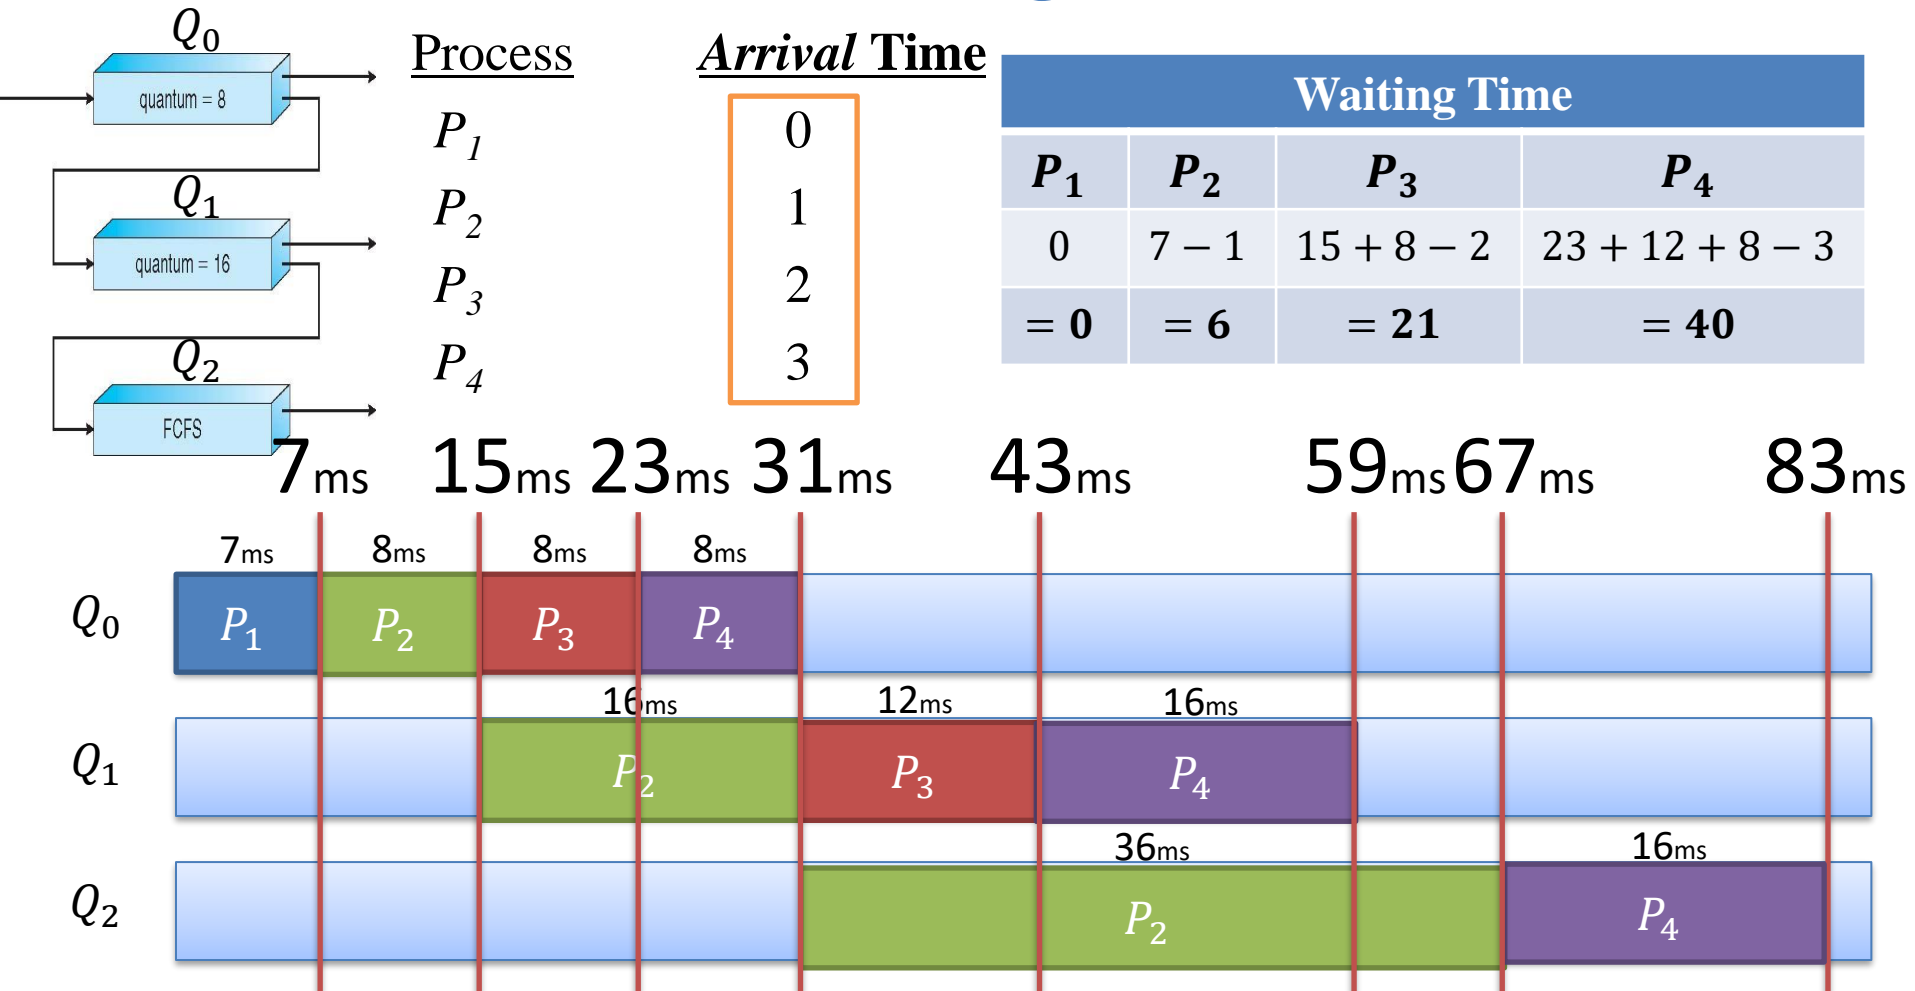 Q0
quantum = 8
Q1
quantum = 16
Q2
FCFS
Process Arrival Time
P1 0
P2 1
P3 2
P4 3
Waiting Time
P1 P2 P3 P4
0 7 − 1 15 + 8 − 2 23 + 12 + 8 − 3
= 0 = 6 = 21 = 40
7ms 15ms 23ms 31ms 43ms 59ms 67ms 83ms
7ms 8ms 8ms 8ms
Q0 P1 P2 P3 P4
16ms 12ms 16ms
Q1 P2 P3 P4
36ms 16ms
Q2 P2 P4